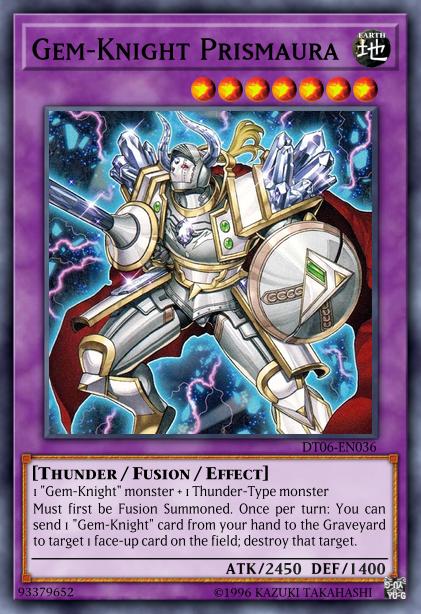 Gem-Knight Prismaura
EARTH
地
DT06-EN036
[Thunder / Fusion / Effect]
1 "Gem-Knight" monster + 1 Thunder-Type monster
Must first be Fusion Summoned. Once per turn: You can
send 1 "Gem-Knight" card from your hand to the Graveyard
to target 1 face-up card on the field; destroy that target.
ATK/2450 DEF/1400
93379652
©1996 KAZUKI TAKAHASHI